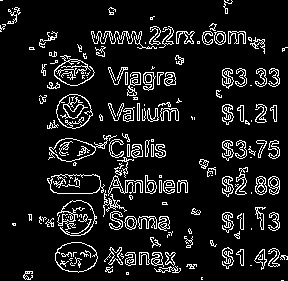 www.22rx.com
Viagra $3.33
Valium $1.21
Cialis $3.75
Ambien $2.89
Soma $1.13
Xanax $1.42